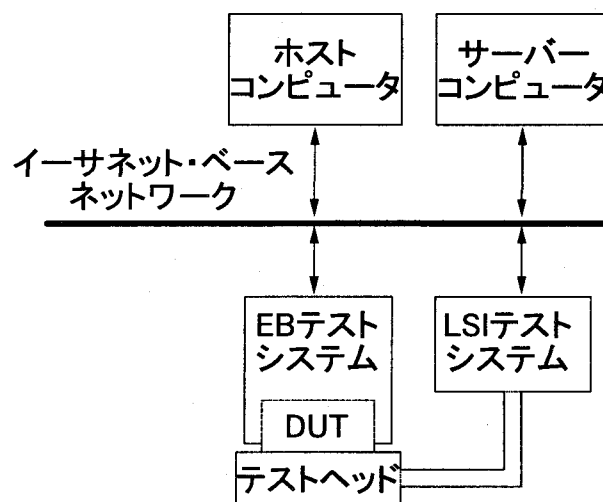 ホスト
コンピュータ
サーバー
コンピュータ
イーサネット・ベース
ネットワーク
EBテスト
システム
LSIテスト
システム
DUT
テストヘッド